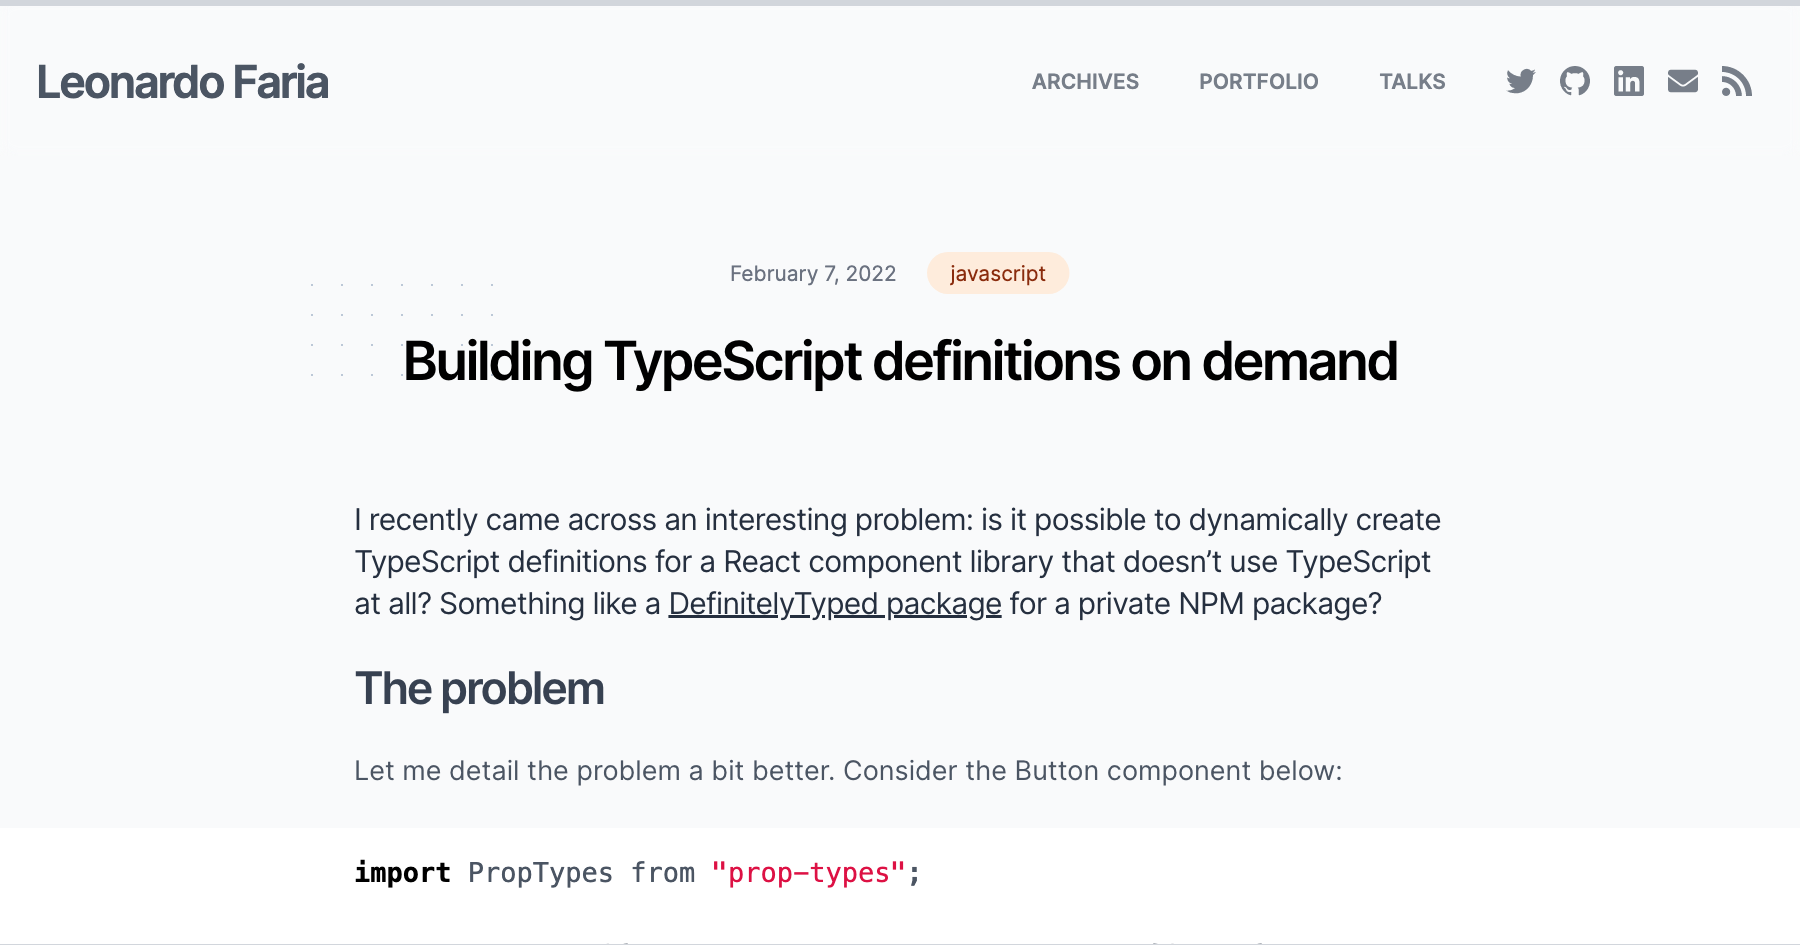 Leonardo Faria
ARCHIVES PORTFOLIO TALKS
February 7, 2022 javascript
Building TypeScript definitions on demand
I recently came across an interesting problem: is it possible to dynamically create
TypeScript definitions for a React component library that doesn’t use TypeScript
at all? Something like a DefinitelyTyped package for a private NPM package?
The problem
Let me detail the problem a bit better. Consider the Button component below:
import PropTypes from "prop-types";